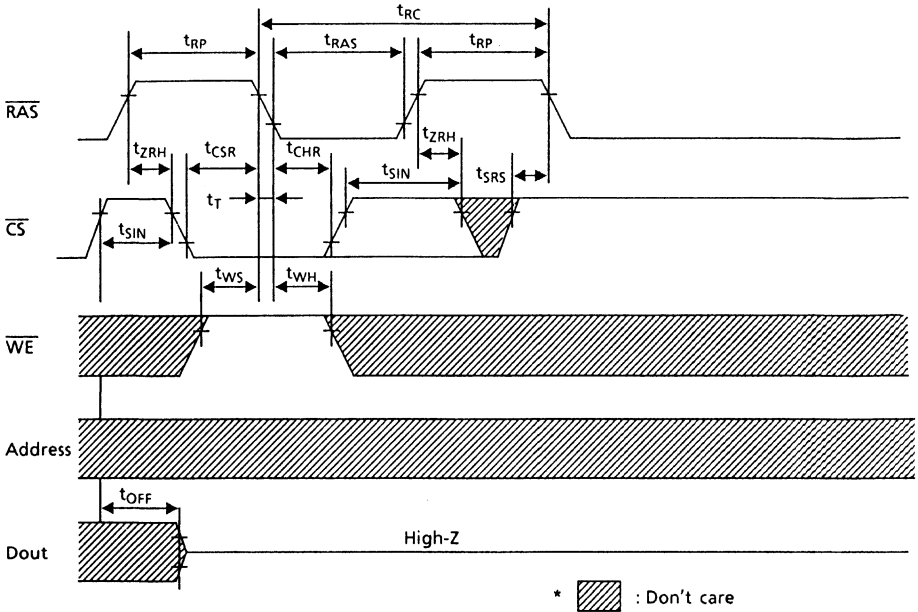 tRC
tRP tRAS tRP
RAS
tZRH tCSR tCHR tZRH
tSIN tSRS
tT
CS
tSIN
tWS tWH
WE
Address
tOFF
Dout High-Z
* : Don't care